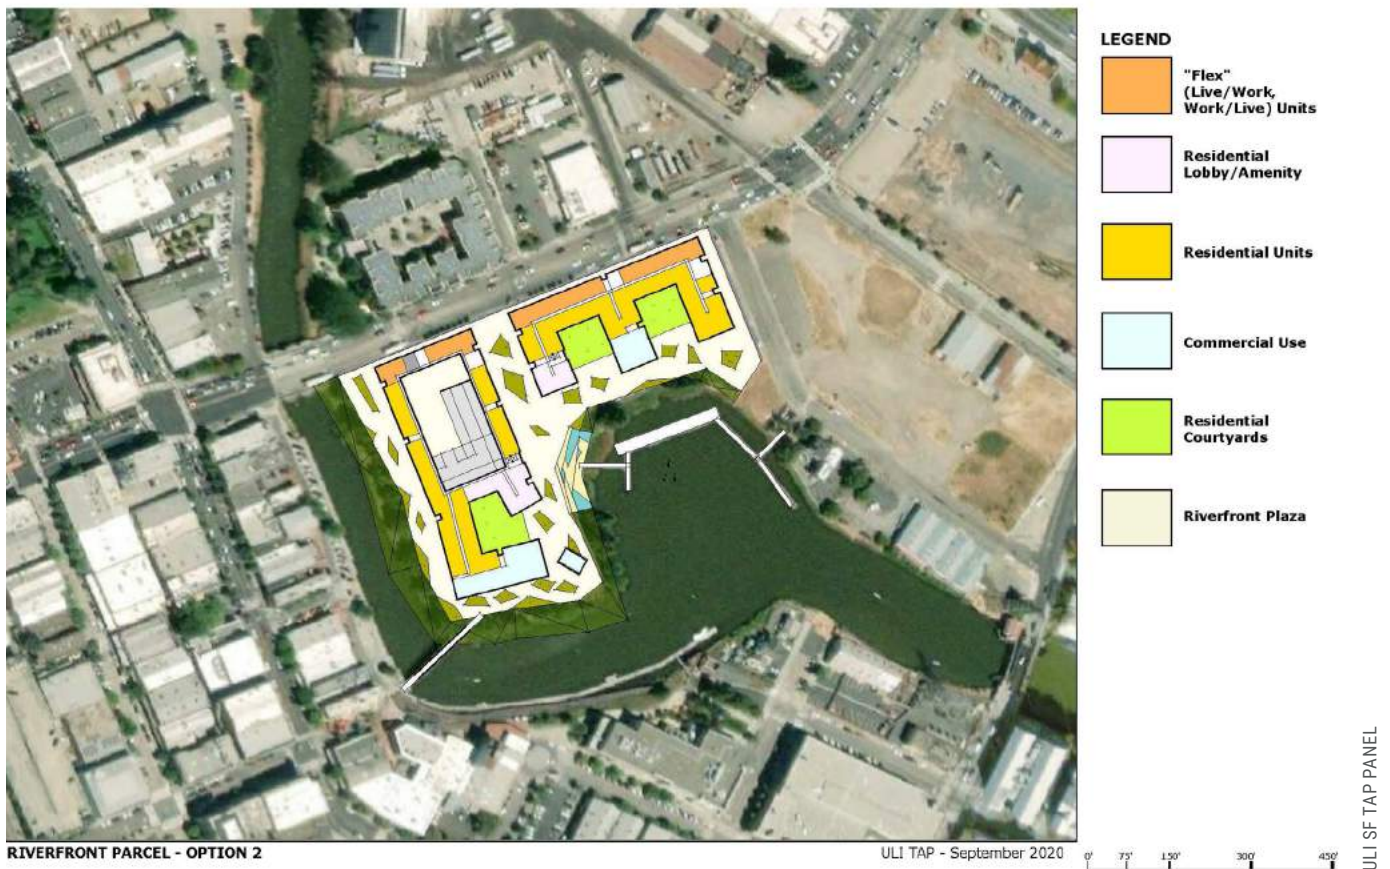 LEGEND
"Flex"
(Live/Work,
Work/Live) Units
Residential
Lobby/Amenity
Residential Units
Commercial Use
Residential
Courtyards
Riverfront Plaza
RIVERFRONT PARCEL - OPTION 2
ULI TAP - September 2020
0' 75' 150' 300' 450'
ULI SF TAP PANEL